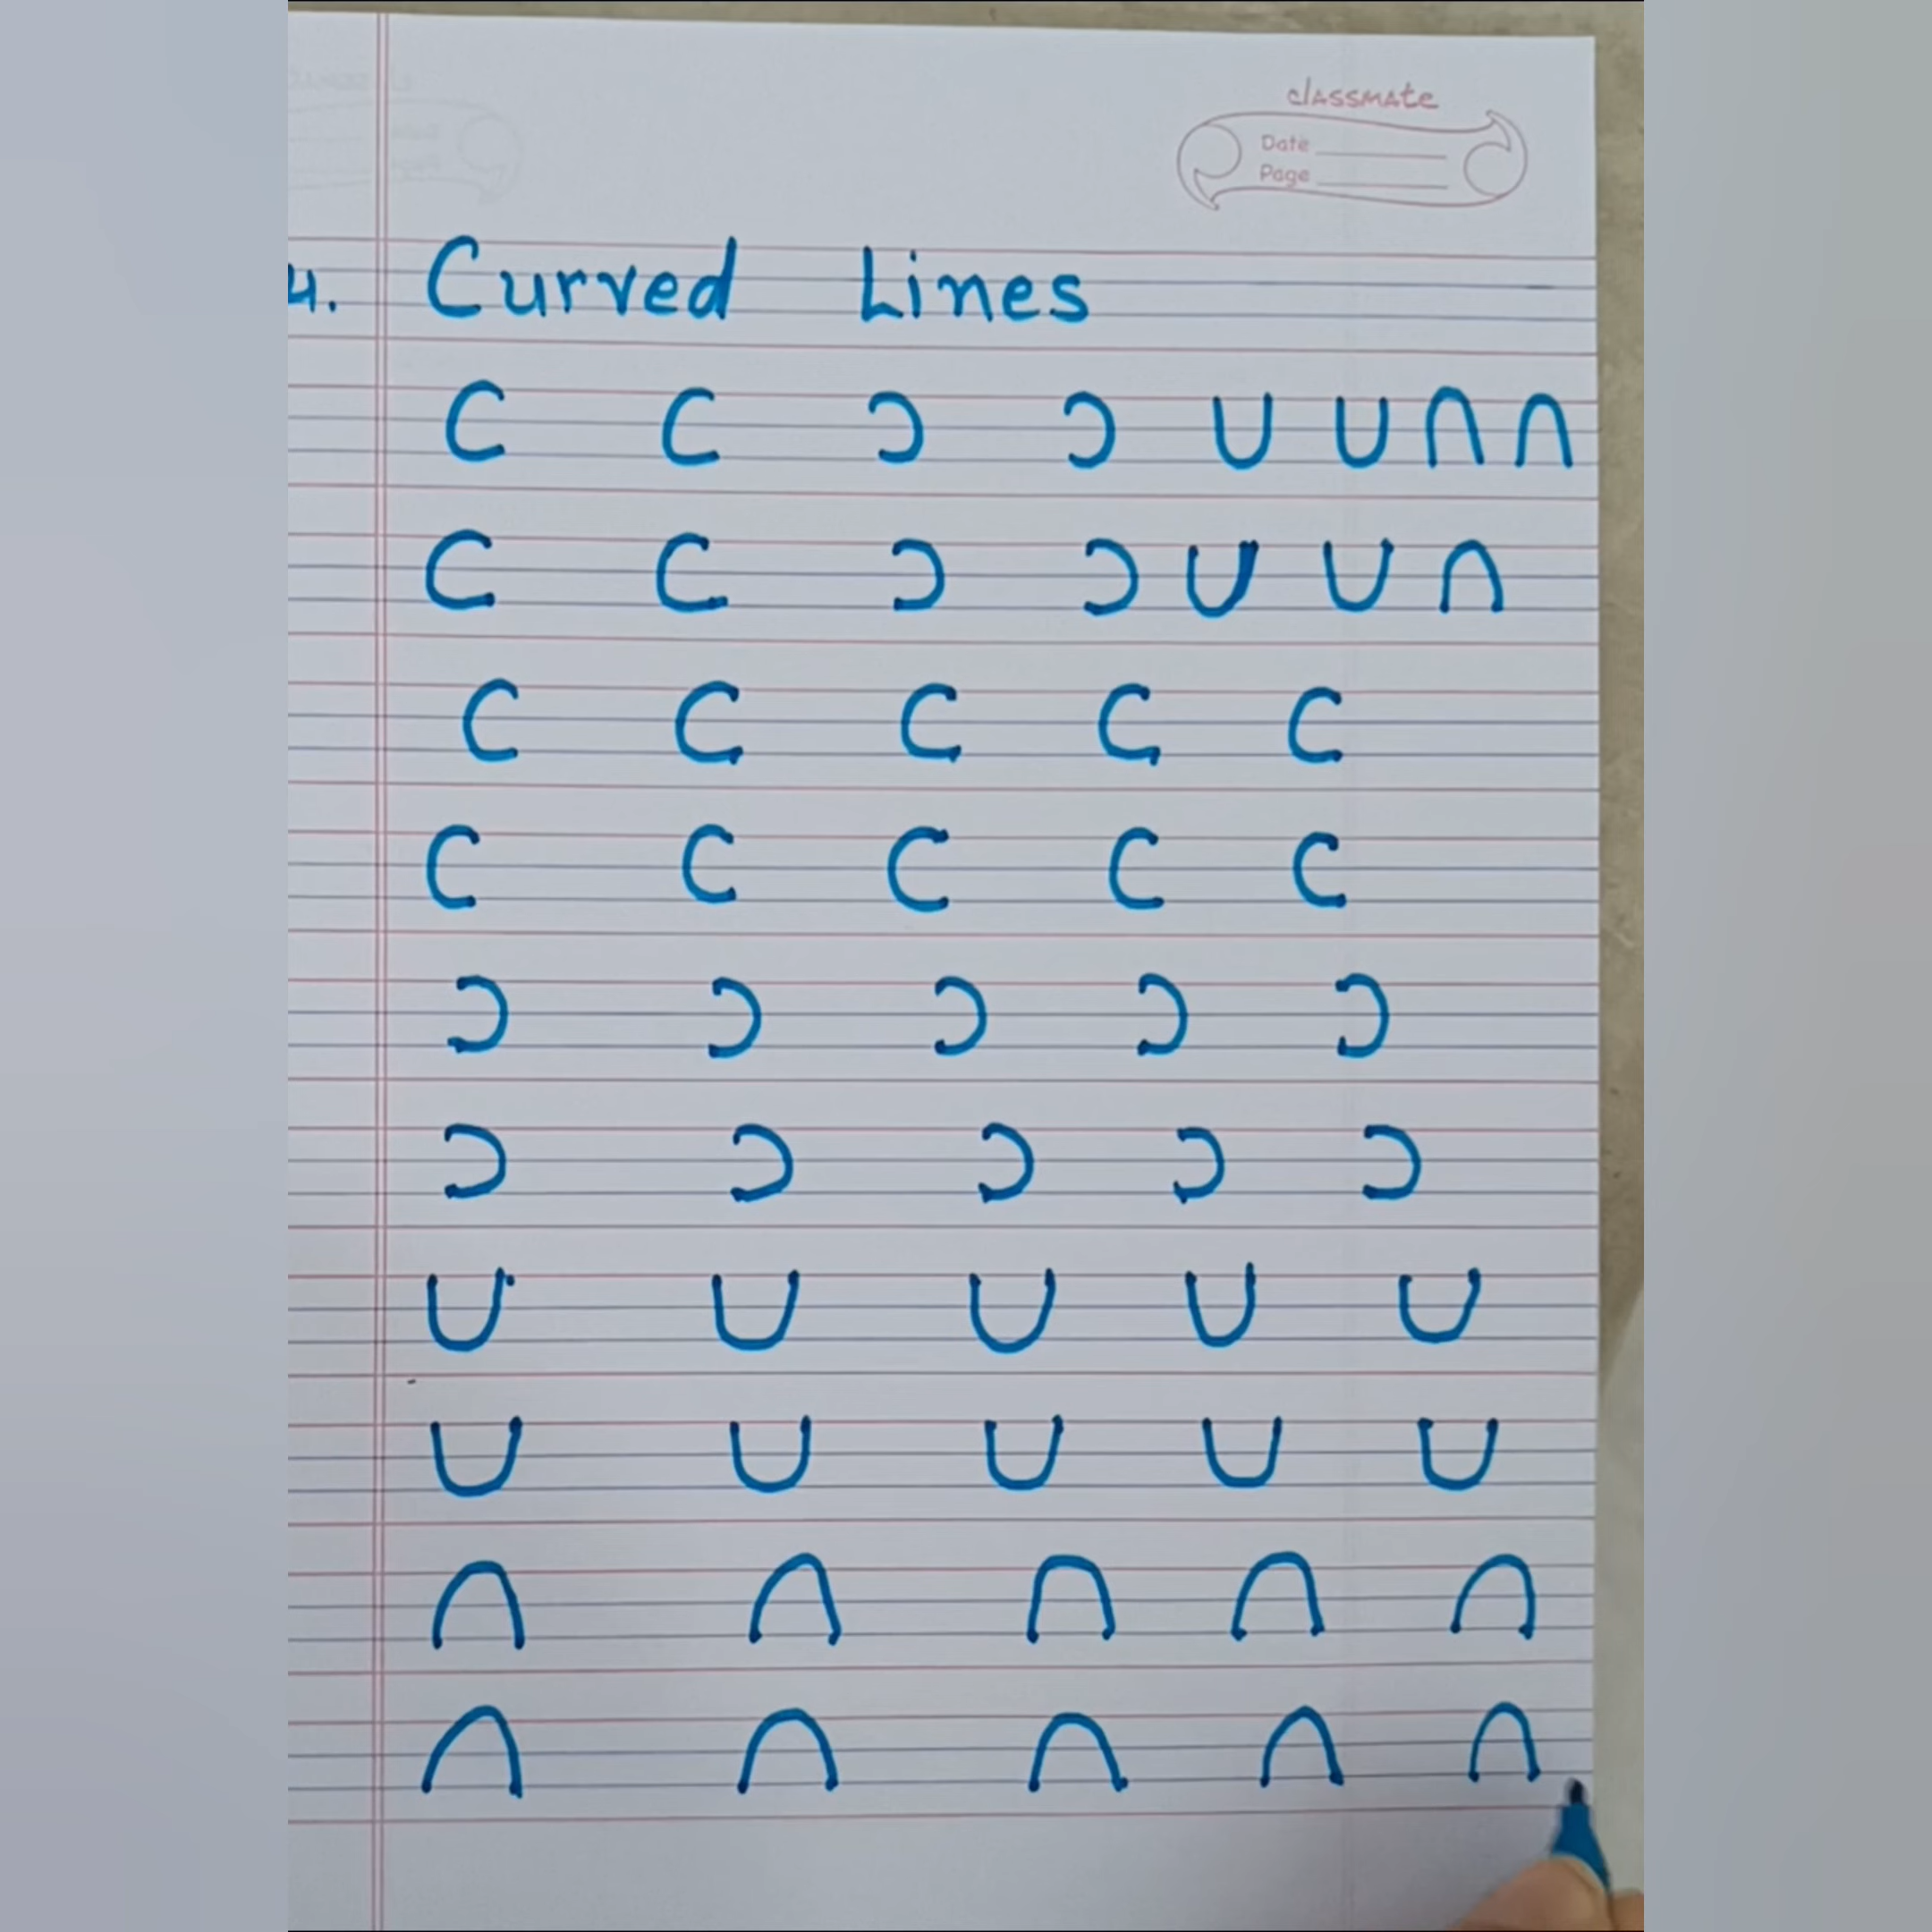 classmate
Date
Page
4. Curved Lines
C C Ɔ Ɔ U U ∩ ∩
C C Ɔ Ɔ U U ∩
C C C C C
C C C C C
Ɔ Ɔ Ɔ Ɔ Ɔ
Ɔ Ɔ Ɔ Ɔ Ɔ
U U U U U
U U U U U
∩ ∩ ∩ ∩ ∩
∩ ∩ ∩ ∩ ∩